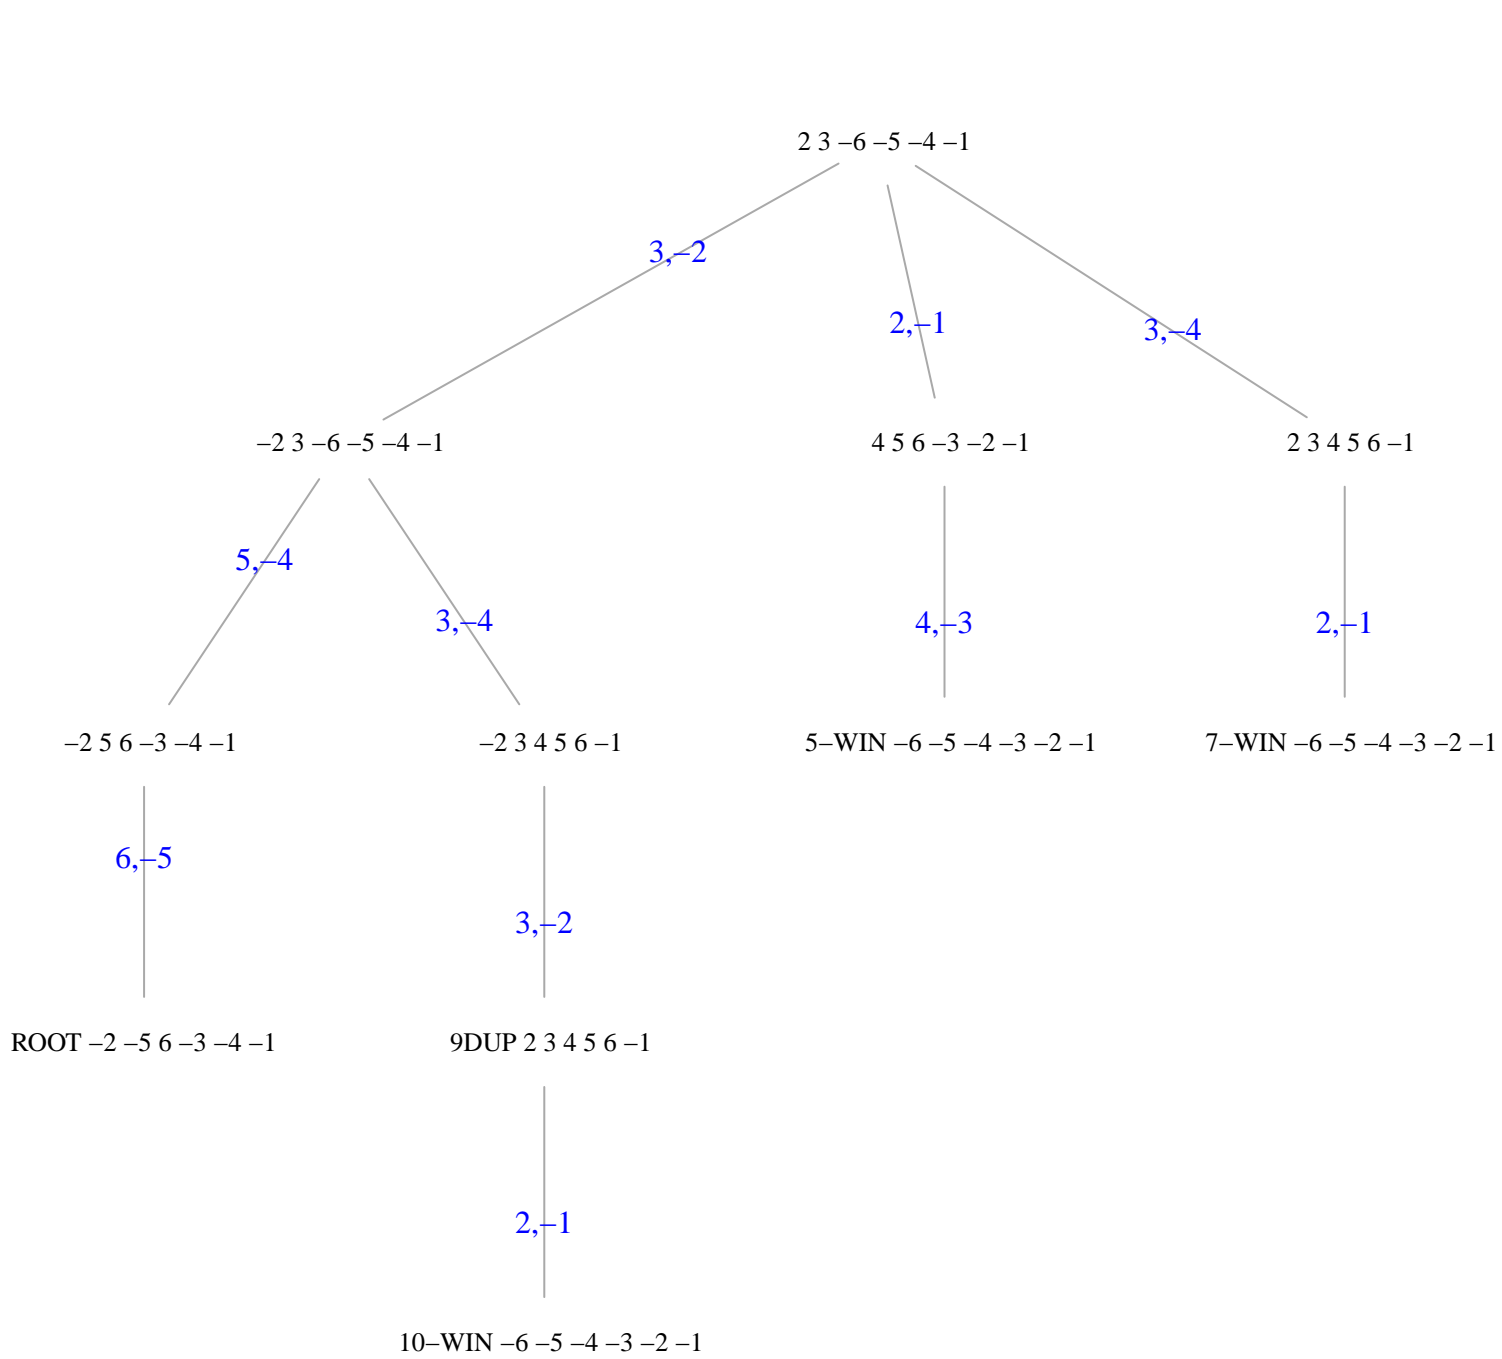 2 3 –6 –5 –4 –1
3,–2
2,–1
3,–4
–2 3 –6 –5 –4 –1
4 5 6 –3 –2 –1
2 3 4 5 6 –1
5,–4
3,–4
4,–3
2,–1
–2 5 6 –3 –4 –1
–2 3 4 5 6 –1
5–WIN –6 –5 –4 –3 –2 –1
7–WIN –6 –5 –4 –3 –2 –1
6,–5
3,–2
ROOT –2 –5 6 –3 –4 –1
9DUP 2 3 4 5 6 –1
2,–1
10–WIN –6 –5 –4 –3 –2 –1